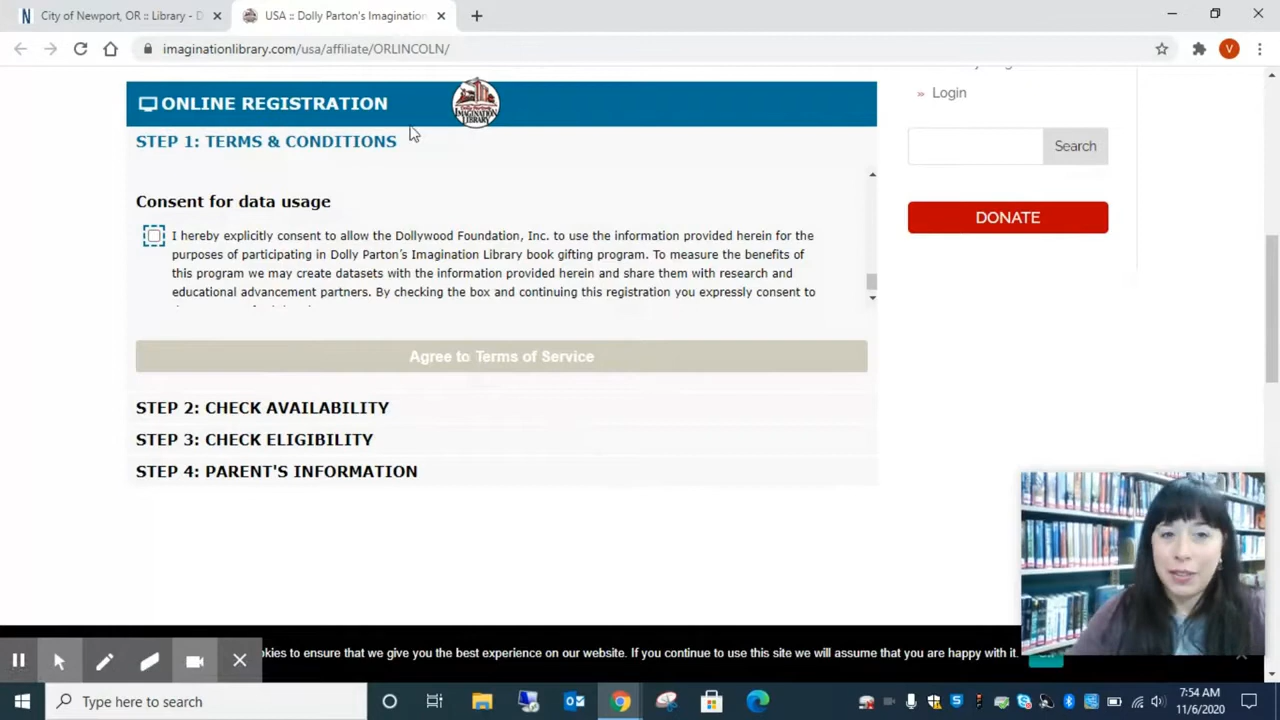 City of Newport, OR :: Library - D
USA :: Dolly Parton's Imagination
imaginationlibrary.com/usa/affiliate/ORLINCOLN/
V
ONLINE REGISTRATION
IMAGINATION
LIBRARY
» Login
STEP 1: TERMS & CONDITIONS
Search
Consent for data usage
DONATE
I hereby explicitly consent to allow the Dollywood Foundation, Inc. to use the information provided herein for the
purposes of participating in Dolly Parton's Imagination Library book gifting program. To measure the benefits of
this program we may create datasets with the information provided herein and share them with research and
educational advancement partners. By checking the box and continuing this registration you expressly consent to
Agree to Terms of Service
STEP 2: CHECK AVAILABILITY
STEP 3: CHECK ELIGIBILITY
STEP 4: PARENT'S INFORMATION
kies to ensure that we give you the best experience on our website. If you continue to use this site we will assume that you are happy with it.
Type here to search
7:54 AM
11/6/2020